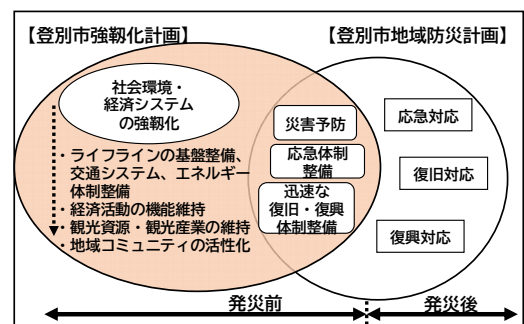 【登別市強靱化計画】
【登別市地域防災計画】
社会環境・
経済システム
の強靱化
・ライフラインの基盤整備、
交通システム、エネルギー
体制整備
・経済活動の機能維持
・観光資源・観光産業の維持
・地域コミュニティの活性化
災害予防
応急体制
整備
迅速な
復旧・復興
体制整備
応急対応
復旧対応
復興対応
発災前
発災後